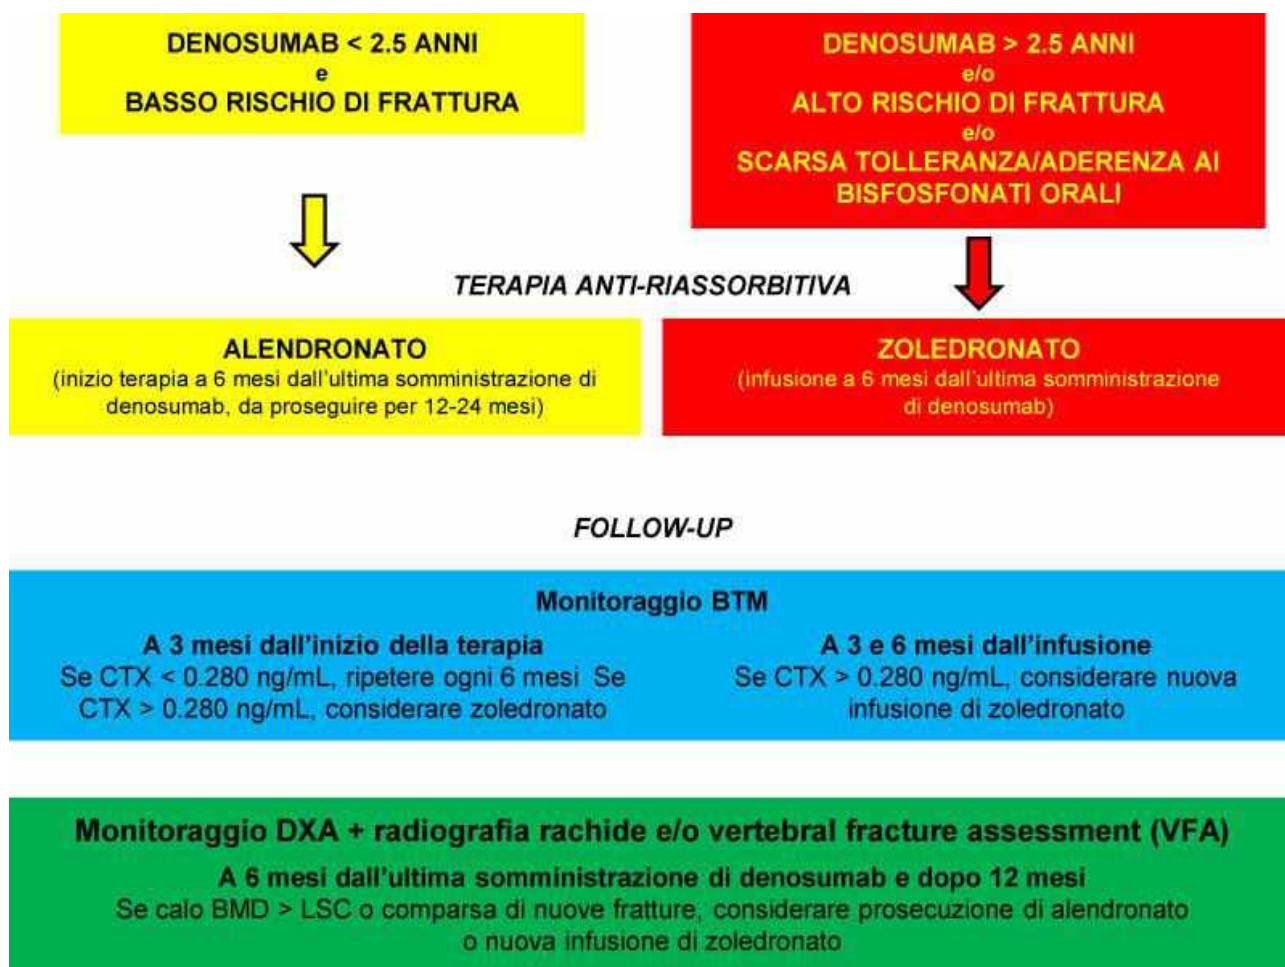 DENOSUMAB < 2.5 ANNI
e
BASSO RISCHIO DI FRATTURA
DENOSUMAB > 2.5 ANNI
e/o
ALTO RISCHIO DI FRATTURA
e/o
SCARSA TOLLERANZA/ADERENZA AI
BISFOSFONATI ORALI
TERAPIA ANTI-RIASSORBITIVA
ALENDRONATO
(inizio terapia a 6 mesi dall'ultima somministrazione di
denosumab, da proseguire per 12-24 mesi)
ZOLEDRONATO
(infusione a 6 mesi dall'ultima somministrazione
di denosumab)
FOLLOW-UP
Monitoraggio BTM
A 3 mesi dall'inizio della terapia
Se CTX < 0.280 ng/mL, ripetere ogni 6 mesi Se
CTX > 0.280 ng/mL, considerare zoledronato
A 3 e 6 mesi dall'infusione
Se CTX > 0.280 ng/mL, considerare nuova
infusione di zoledronato
Monitoraggio DXA + radiografia rachide e/o vertebral fracture assessment (VFA)
A 6 mesi dall'ultima somministrazione di denosumab e dopo 12 mesi
Se calo BMD > LSC o comparsa di nuove fratture, considerare prosecuzione di alendronato
o nuova infusione di zoledronato